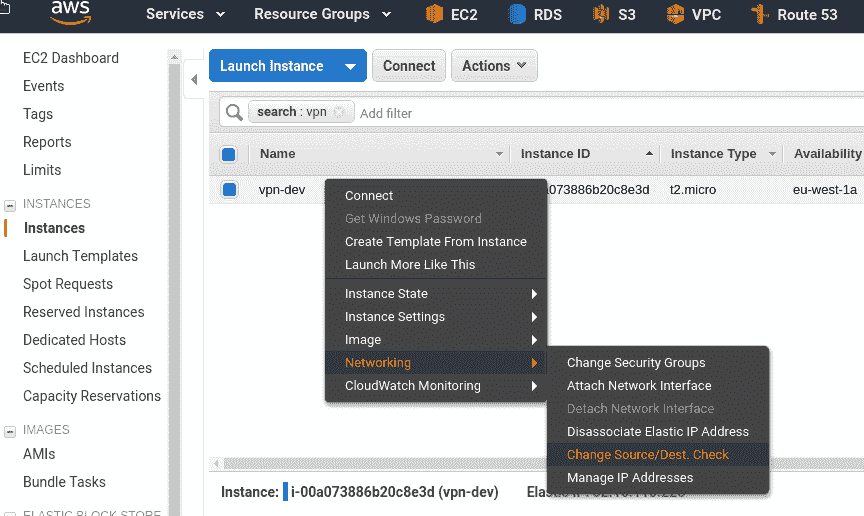 aws Services Resource Groups EC2 RDS S3 VPC Route 53
EC2 Dashboard
Events
Tags
Reports
Limits
INSTANCES
Instances
Launch Templates
Spot Requests
Reserved Instances
Dedicated Hosts
Scheduled Instances
Capacity Reservations
IMAGES
AMIs
Bundle Tasks
ELASTIC BLOCK STORE
Launch Instance Connect Actions
search : vpn Add filter
Name Instance ID Instance Type Availability
vpn-dev a073886b20c8e3d t2.micro eu-west-1a
Connect
Get Windows Password
Create Template From Instance
Launch More Like This
Instance State
Instance Settings
Image
Networking
CloudWatch Monitoring
Change Security Groups
Attach Network Interface
Detach Network Interface
Disassociate Elastic IP Address
Change Source/Dest. Check
Manage IP Addresses
Instance: i-00a073886b20c8e3d (vpn-dev) Elastic